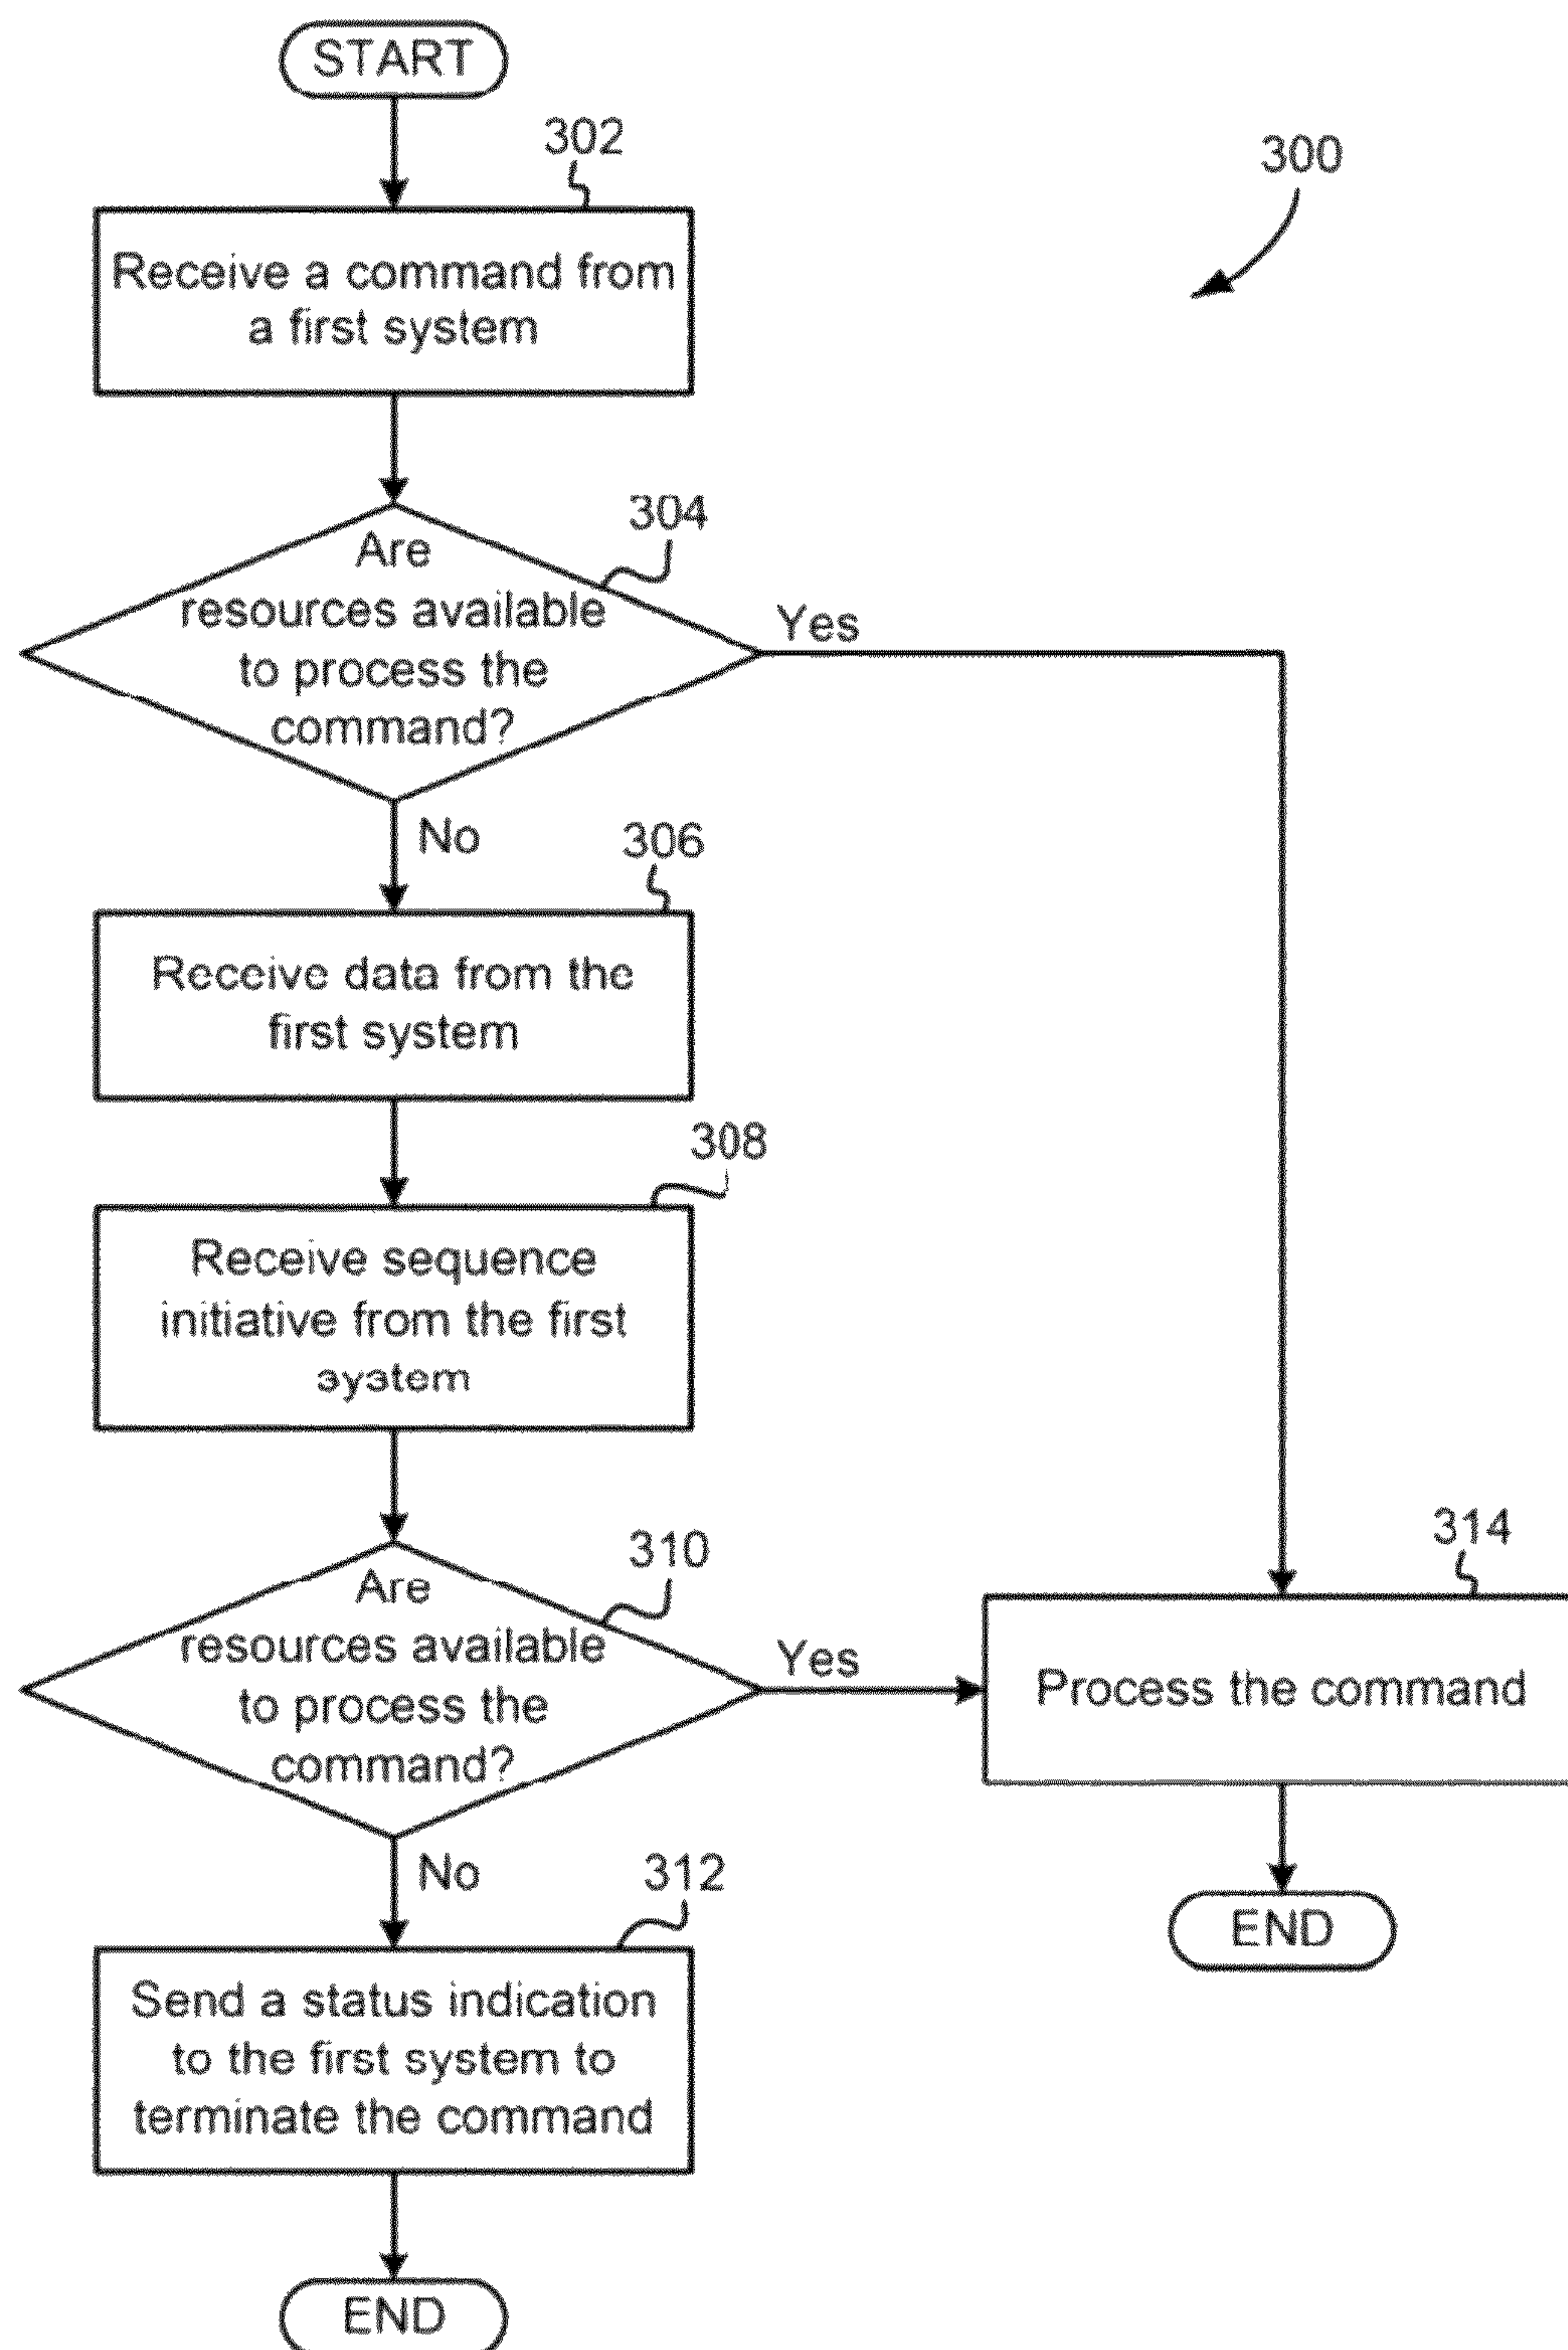 START
302
300
Receive a command from
a first system
304
Are
resources available
to process the
command?
Yes
No
306
Receive data from the
first system
308
Receive sequence
initiative from the first
system
310
314
Are
resources available
to process the
command?
Yes
Process the command
No
312
END
Send a status indication
to the first system to
terminate the command
END